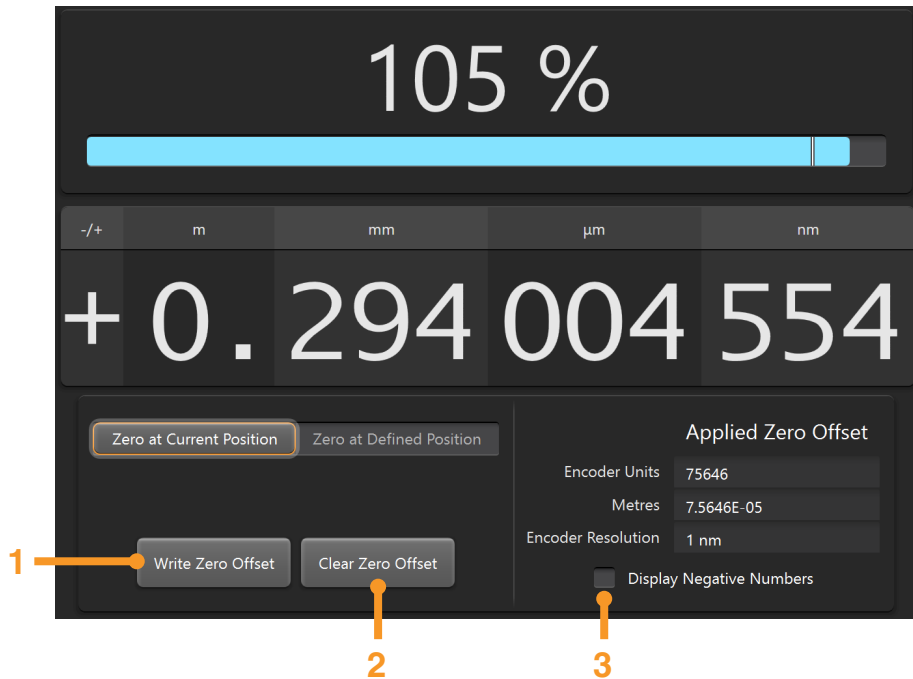 105 %
-/+ m mm µm nm
+ 0. 294 004 554
Zero at Current Position Zero at Defined Position
Applied Zero Offset
Encoder Units 75646
Metres 7.5646E-05
Encoder Resolution 1 nm
1 Write Zero Offset Clear Zero Offset
Display Negative Numbers
2 3